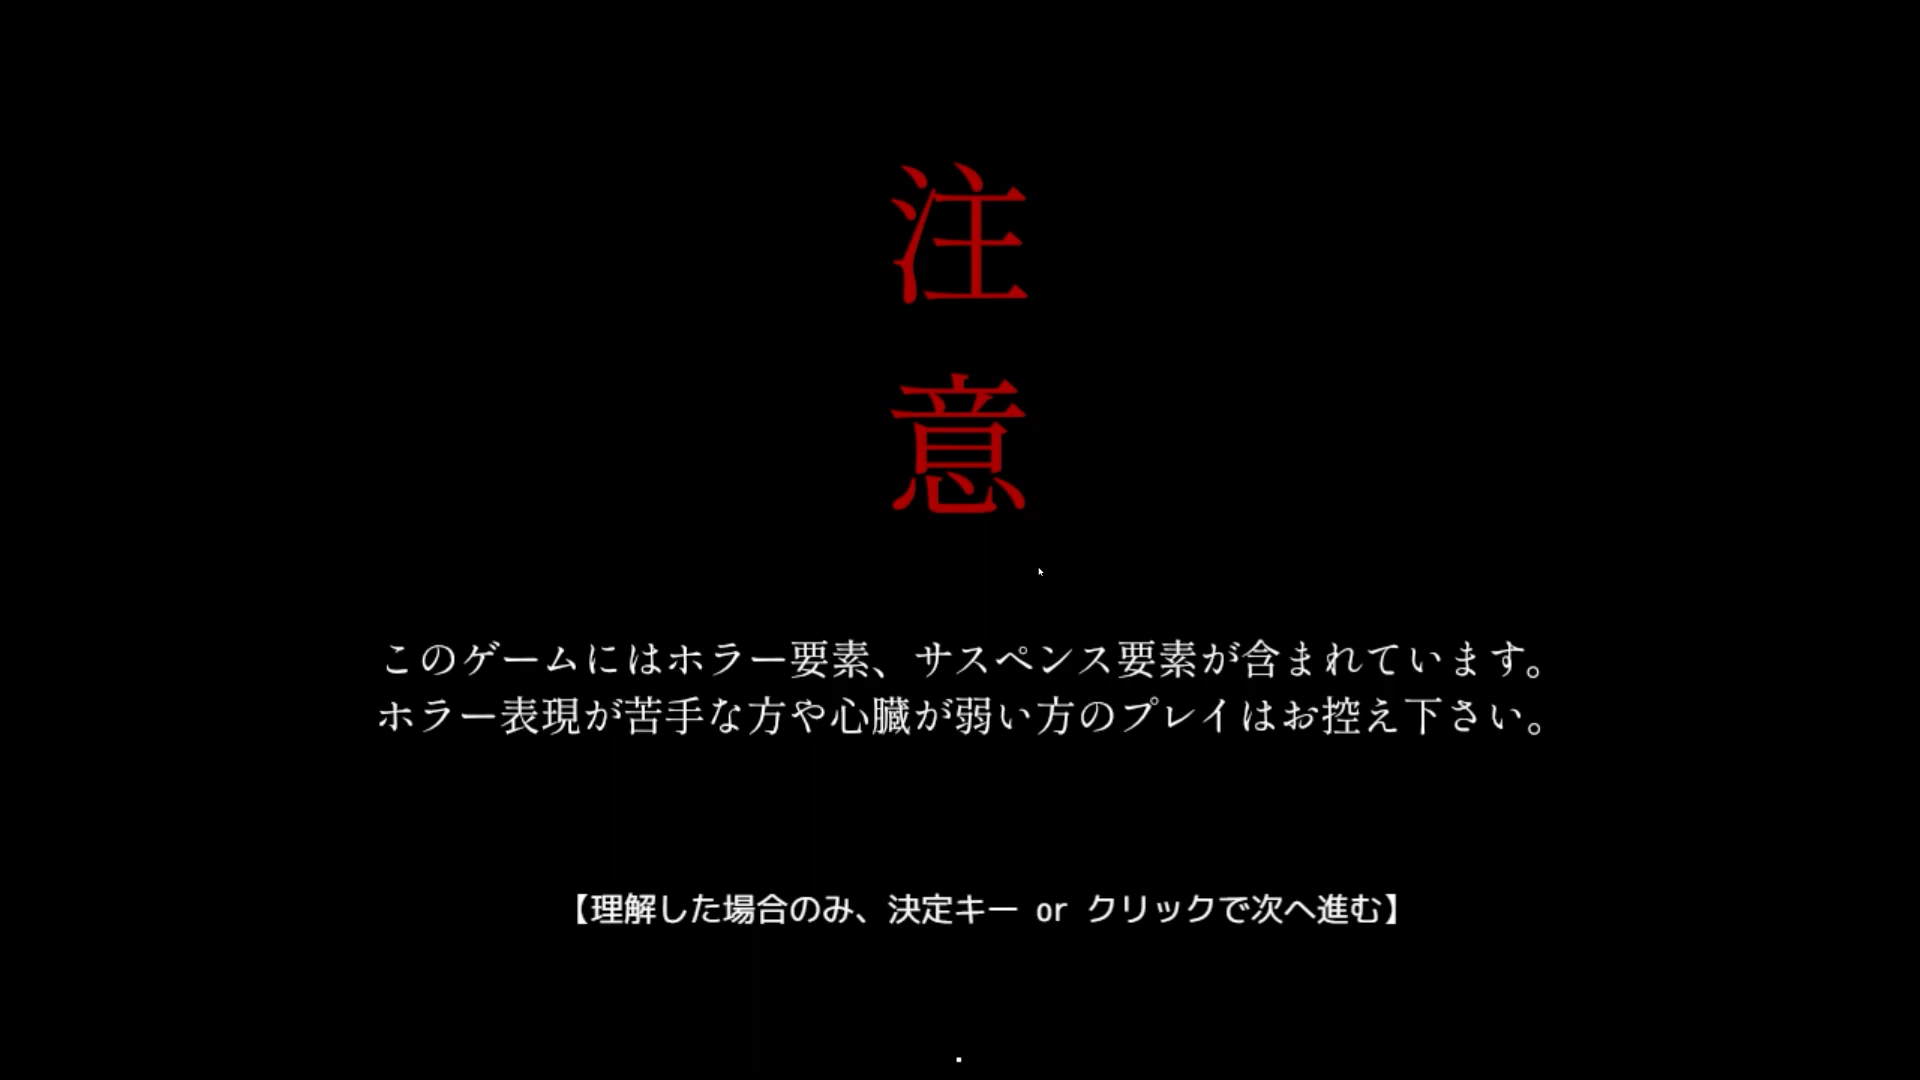 注意
このゲームにはホラー要素、サスペンス要素が含まれています。
ホラー表現が苦手な方や心臓が弱い方のプレイはお控え下さい。
【理解した場合のみ、決定キー or クリックで次へ進む】